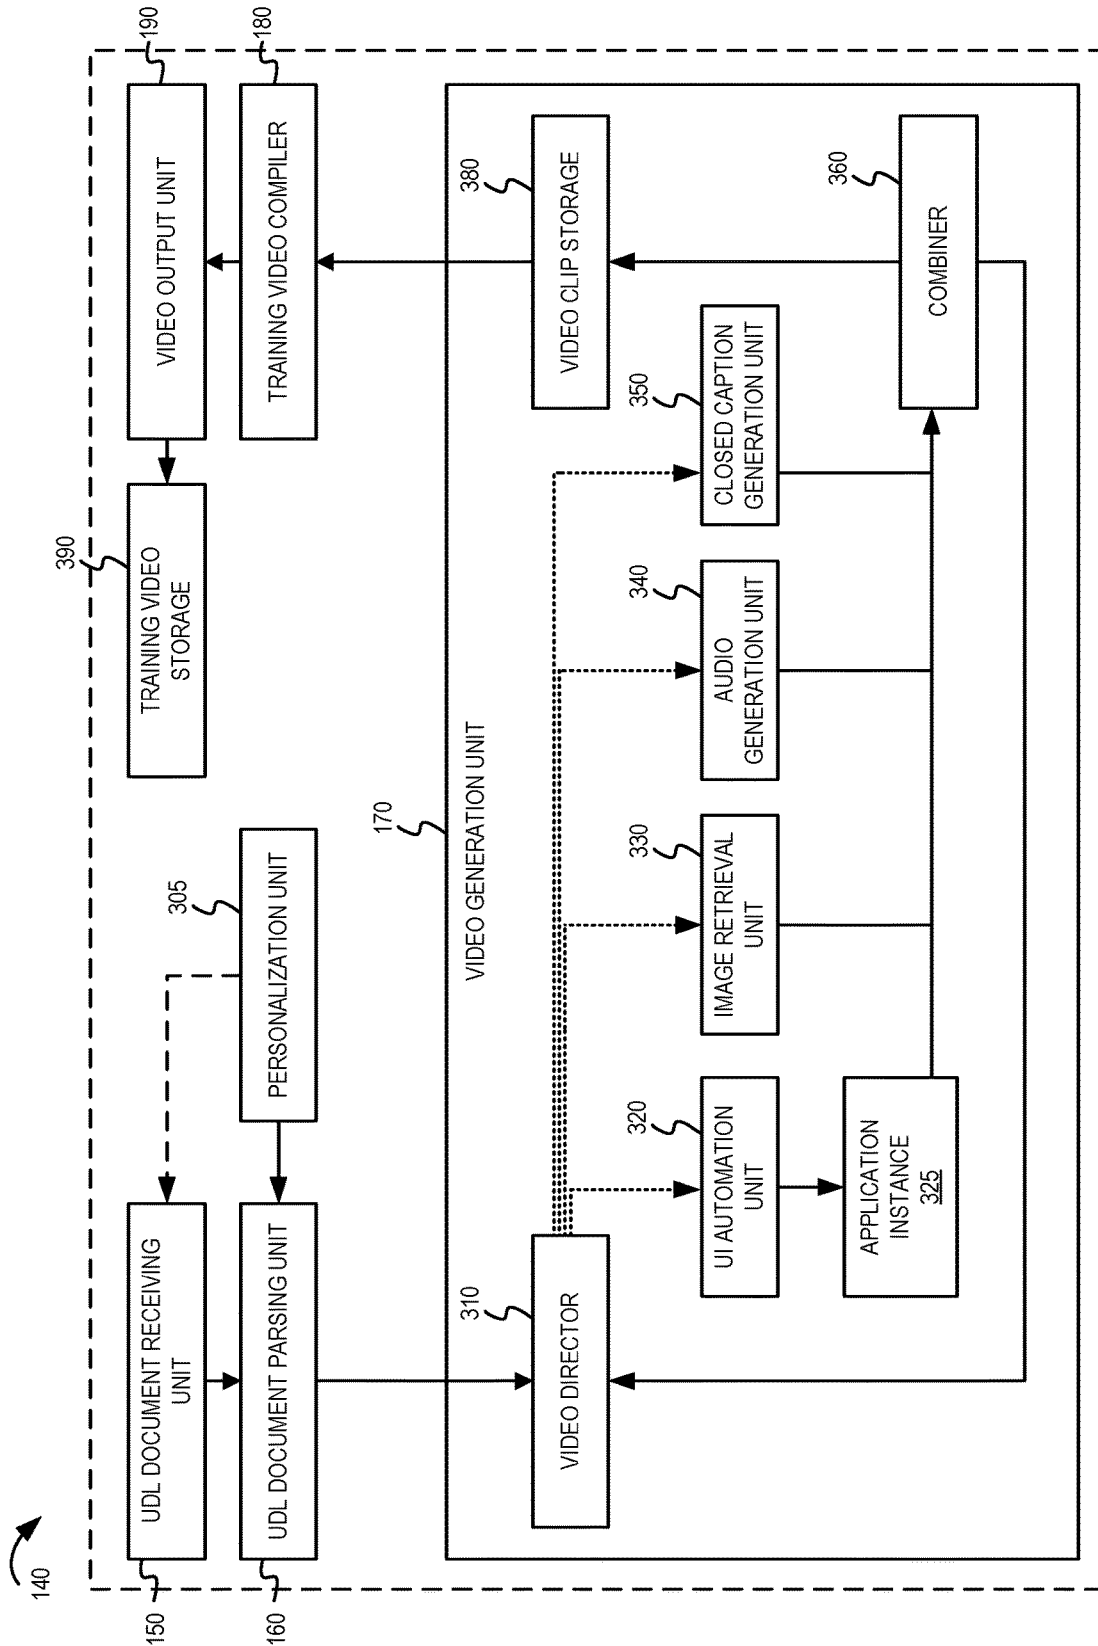 140
150
UDL DOCUMENT RECEIVING
UNIT
160
UDL DOCUMENT PARSING UNIT
305
PERSONALIZATION UNIT
390
TRAINING VIDEO
STORAGE
190
VIDEO OUTPUT UNIT
180
TRAINING VIDEO COMPILER
170
VIDEO GENERATION UNIT
310
VIDEO DIRECTOR
380
VIDEO CLIP STORAGE
320
UI AUTOMATION
UNIT
330
IMAGE RETRIEVAL
UNIT
340
AUDIO
GENERATION UNIT
350
CLOSED CAPTION
GENERATION UNIT
APPLICATION
INSTANCE
325
360
COMBINER